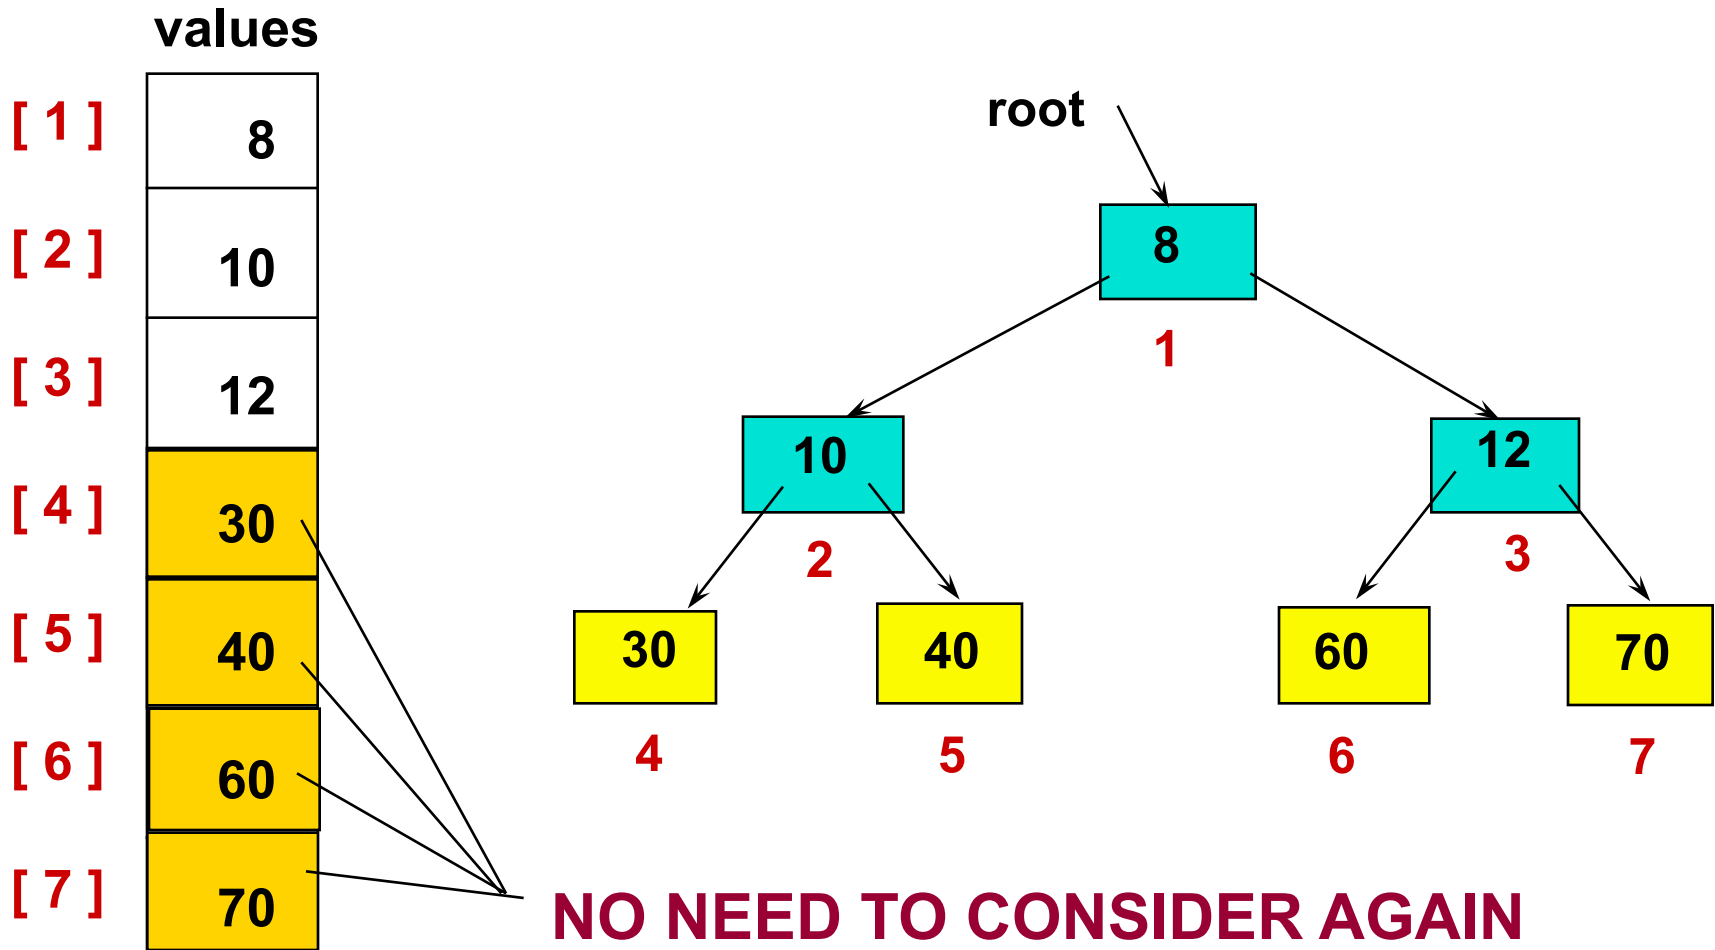 values
[ 1 ] 8
[ 2 ] 10
[ 3 ] 12
[ 4 ] 30
[ 5 ] 40
[ 6 ] 60
[ 7 ] 70
root
8
1
10 12
2 3
30 40 60 70
4 5 6 7
NO NEED TO CONSIDER AGAIN